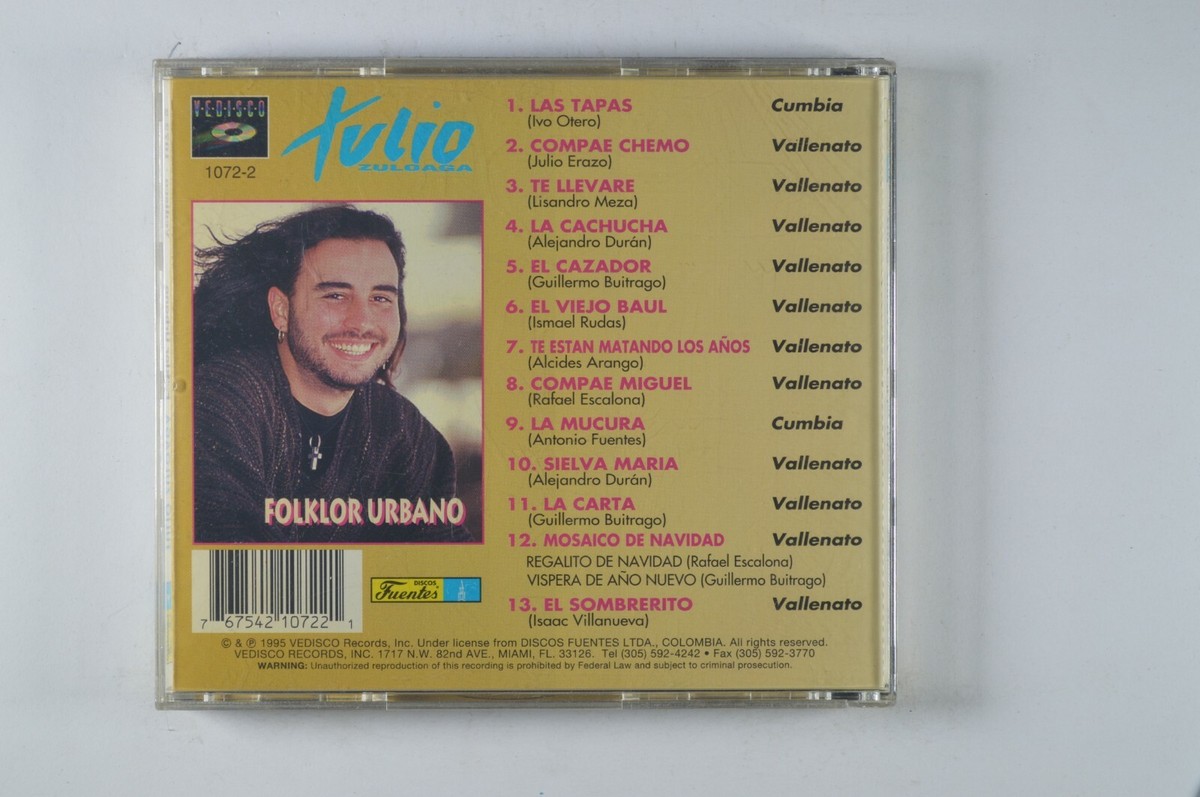 V·E·D·I·S·C·O
1072-2
Tulio
ZULOAGA
FOLKLOR URBANO
1. LAS TAPAS Cumbia
(Ivo Otero)
2. COMPAE CHEMO Vallenato
(Julio Erazo)
3. TE LLEVARE Vallenato
(Lisandro Meza)
4. LA CACHUCHA Vallenato
(Alejandro Durán)
5. EL CAZADOR Vallenato
(Guillermo Buitrago)
6. EL VIEJO BAUL Vallenato
(Ismael Rudas)
7. TE ESTAN MATANDO LOS AÑOS Vallenato
(Alcides Arango)
8. COMPAE MIGUEL Vallenato
(Rafael Escalona)
9. LA MUCURA Cumbia
(Antonio Fuentes)
10. SIELVA MARIA Vallenato
(Alejandro Durán)
11. LA CARTA Vallenato
(Guillermo Buitrago)
12. MOSAICO DE NAVIDAD Vallenato
REGALITO DE NAVIDAD (Rafael Escalona)
VISPERA DE AÑO NUEVO (Guillermo Buitrago)
13. EL SOMBRERITO Vallenato
(Isaac Villanueva)
7 67542 10722 1
DISCOS
Fuentes
© & ℗ 1995 VEDISCO Records, Inc. Under license from DISCOS FUENTES LTDA., COLOMBIA. All rights reserved.
VEDISCO RECORDS, INC. 1717 N.W. 82nd AVE., MIAMI, FL. 33126. Tel (305) 592-4242 • Fax (305) 592-3770
WARNING: Unauthorized reproduction of this recording is prohibited by Federal Law and subject to criminal prosecution.